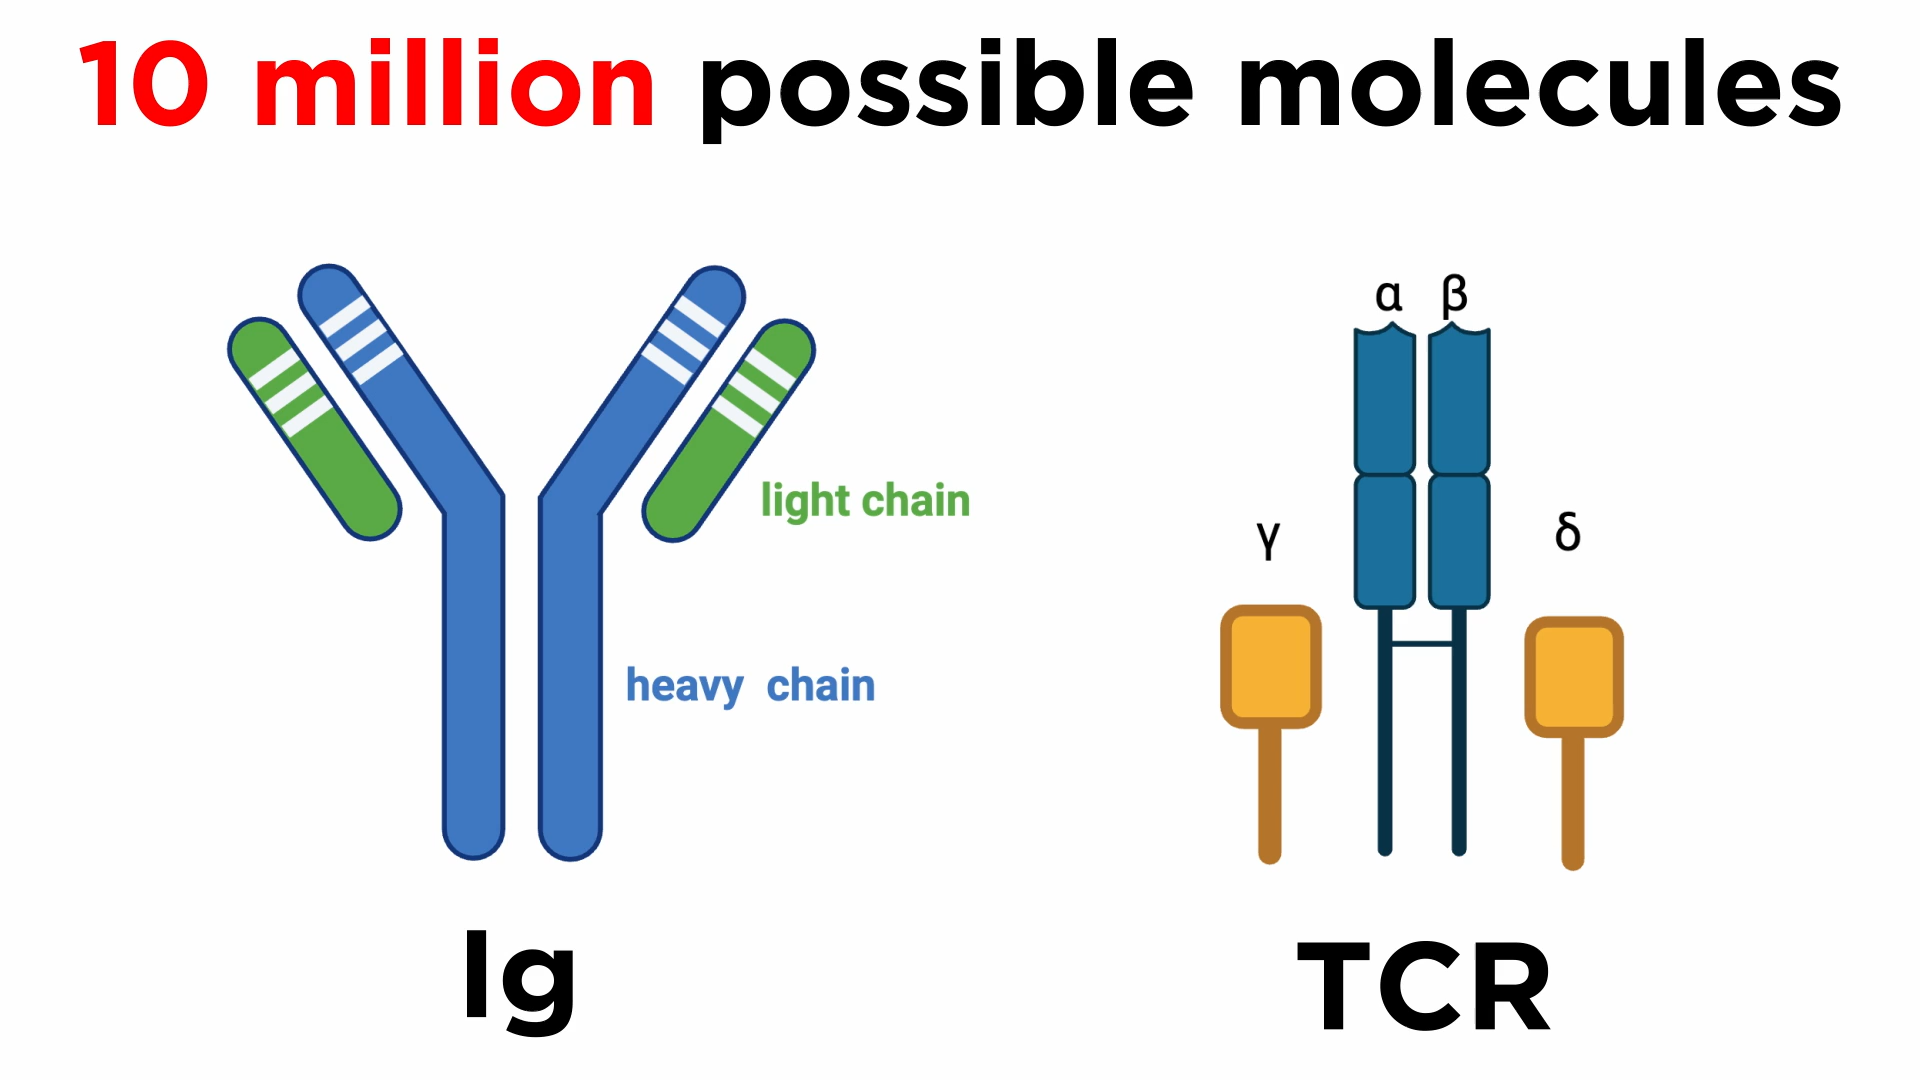 10 million possible molecules
α β
light chain
γ δ
heavy chain
Ig
TCR